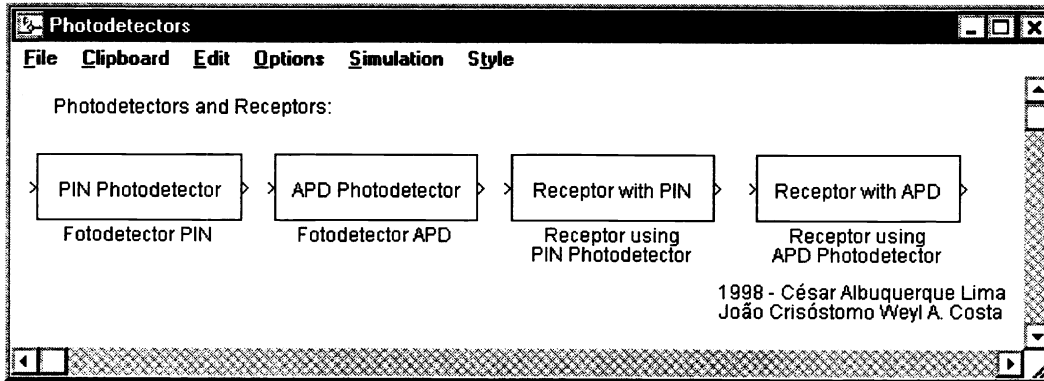 Photodetectors
File Clipboard Edit Options Simulation Style
Photodetectors and Receptors:
PIN Photodetector APD Photodetector Receptor with PIN Receptor with APD
Fotodetector PIN Fotodetector APD Receptor using Receptor using
PIN Photodetector APD Photodetector
1998 - César Albuquerque Lima
João Crisóstomo Weyl A. Costa